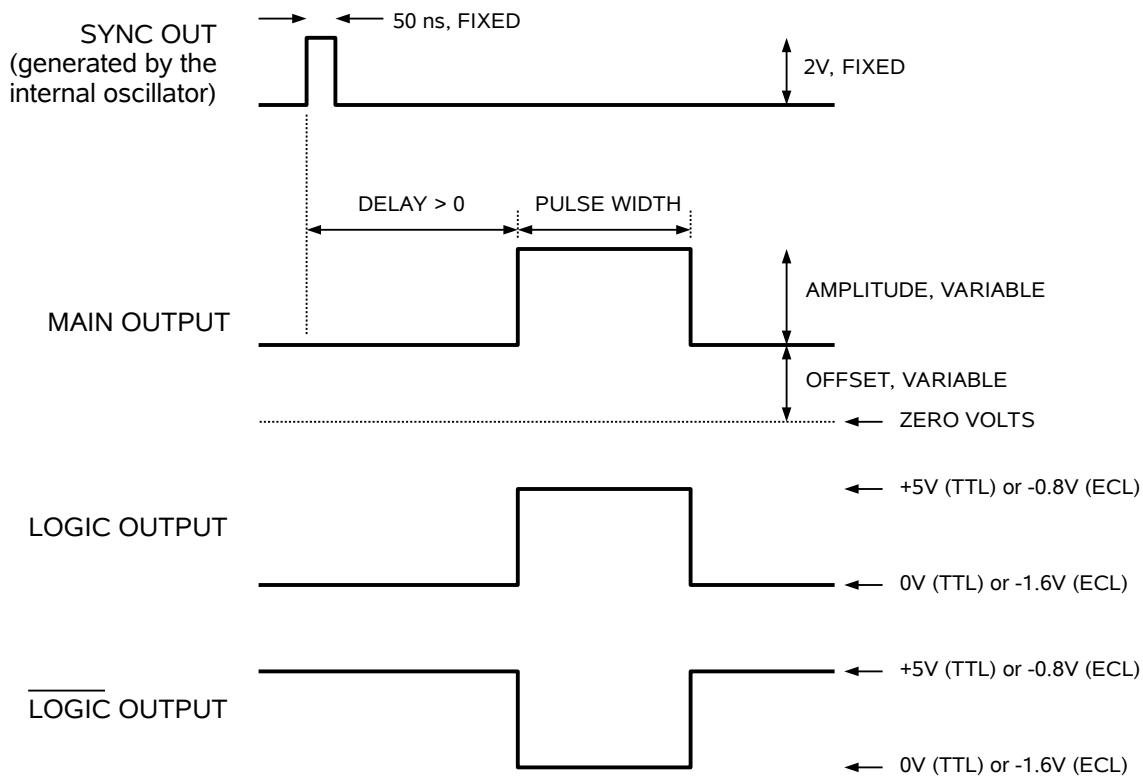 50 ns, FIXED
SYNC OUT
(generated by the
internal oscillator)
2V, FIXED
DELAY > 0
PULSE WIDTH
AMPLITUDE, VARIABLE
MAIN OUTPUT
OFFSET, VARIABLE
ZERO VOLTS
+5V (TTL) or -0.8V (ECL)
LOGIC OUTPUT
0V (TTL) or -1.6V (ECL)
+5V (TTL) or -0.8V (ECL)
LOGIC OUTPUT
0V (TTL) or -1.6V (ECL)